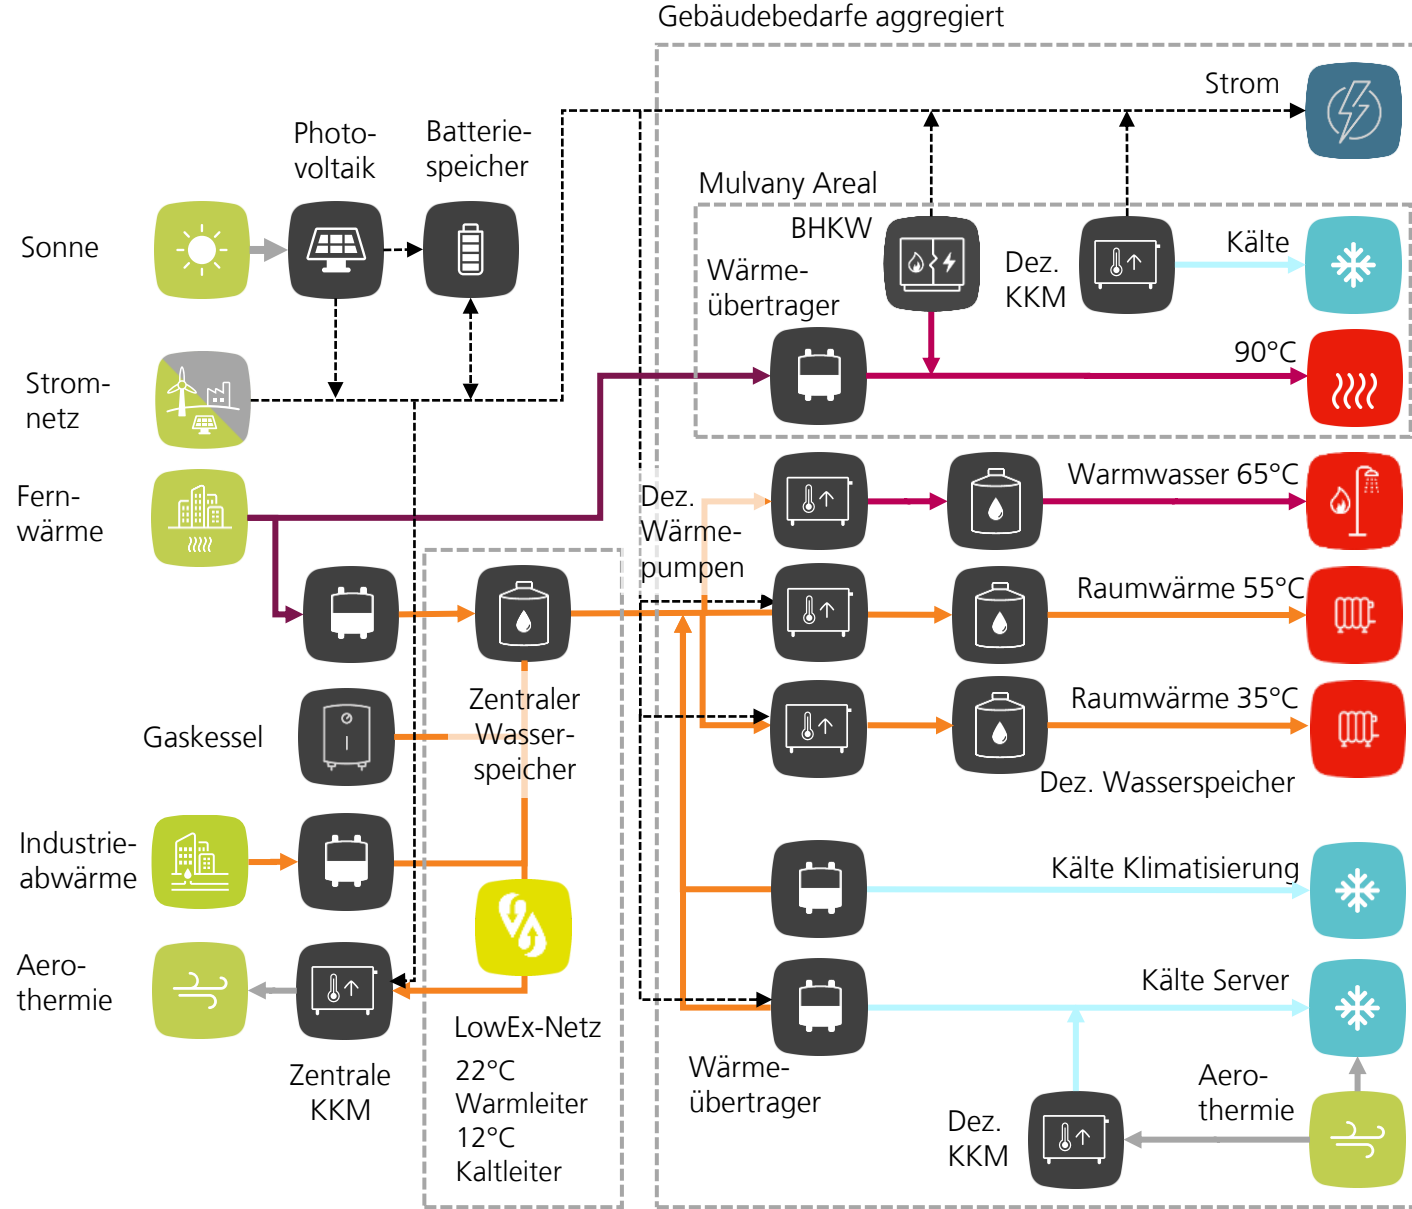 Gebäudebedarfe aggregiert
Strom
Photo-
voltaik
Batterie-
speicher
Mulvany Areal
BHKW
Sonne
Wärme-
übertrager
Dez.
KKM
Kälte
90°C
Strom-
netz
Fern-
wärme
Dez.
Wärme-
pumpen
Warmwasser 65°C
Raumwärme 55°C
Raumwärme 35°C
Zentraler
Wasser-
speicher
Gaskessel
Dez. Wasserspeicher
Industrie-
abwärme
Kälte Klimatisierung
Aero-
thermie
Kälte Server
LowEx-Netz
22°C
Warmleiter
12°C
Kaltleiter
Zentrale
KKM
Wärme-
übertrager
Aero-
thermie
Dez.
KKM